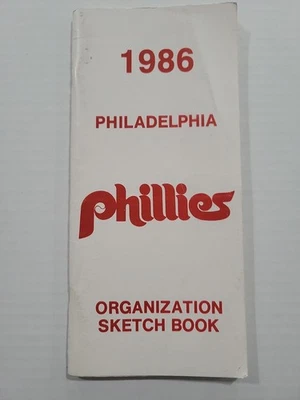 1986
PHILADELPHIA
phillies
ORGANIZATION
SKETCH BOOK